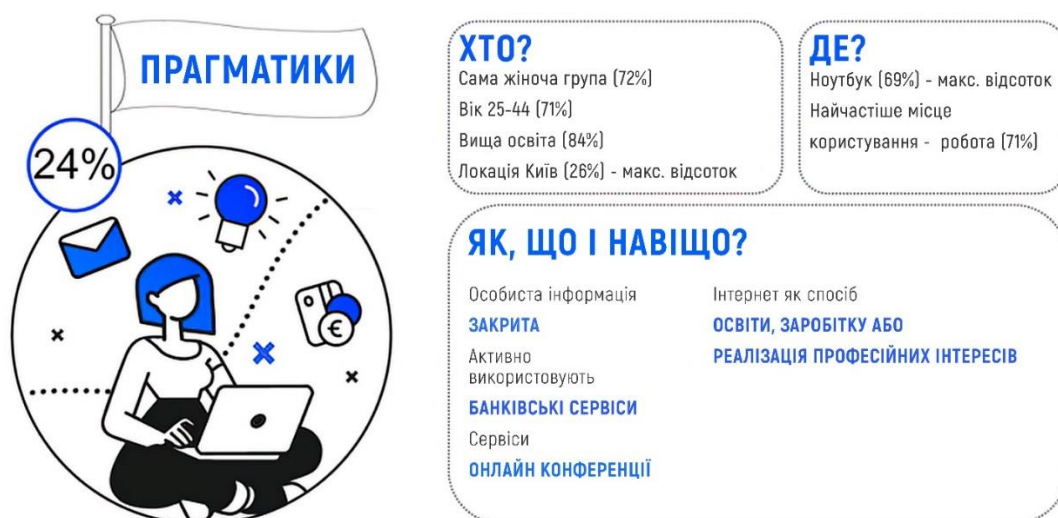 ПРАГМАТИКИ
24%
€
ХТО?
Сама жіноча група (72%)
Вік 25-44 (71%)
Вища освіта (84%)
Локація Київ (26%) - макс. відсоток
ДЕ?
Ноутбук (69%) - макс. відсоток
Найчастіше місце
користування - робота (71%)
ЯК, ЩО І НАВІЩО?
Особиста інформація
ЗАКРИТА
Активно
використовують
БАНКІВСЬКІ СЕРВІСИ
Сервіси
ОНЛАЙН КОНФЕРЕНЦІЇ
Інтернет як спосіб
ОСВІТИ, ЗАРОБІТКУ АБО
РЕАЛІЗАЦІЯ ПРОФЕСІЙНИХ ІНТЕРЕСІВ